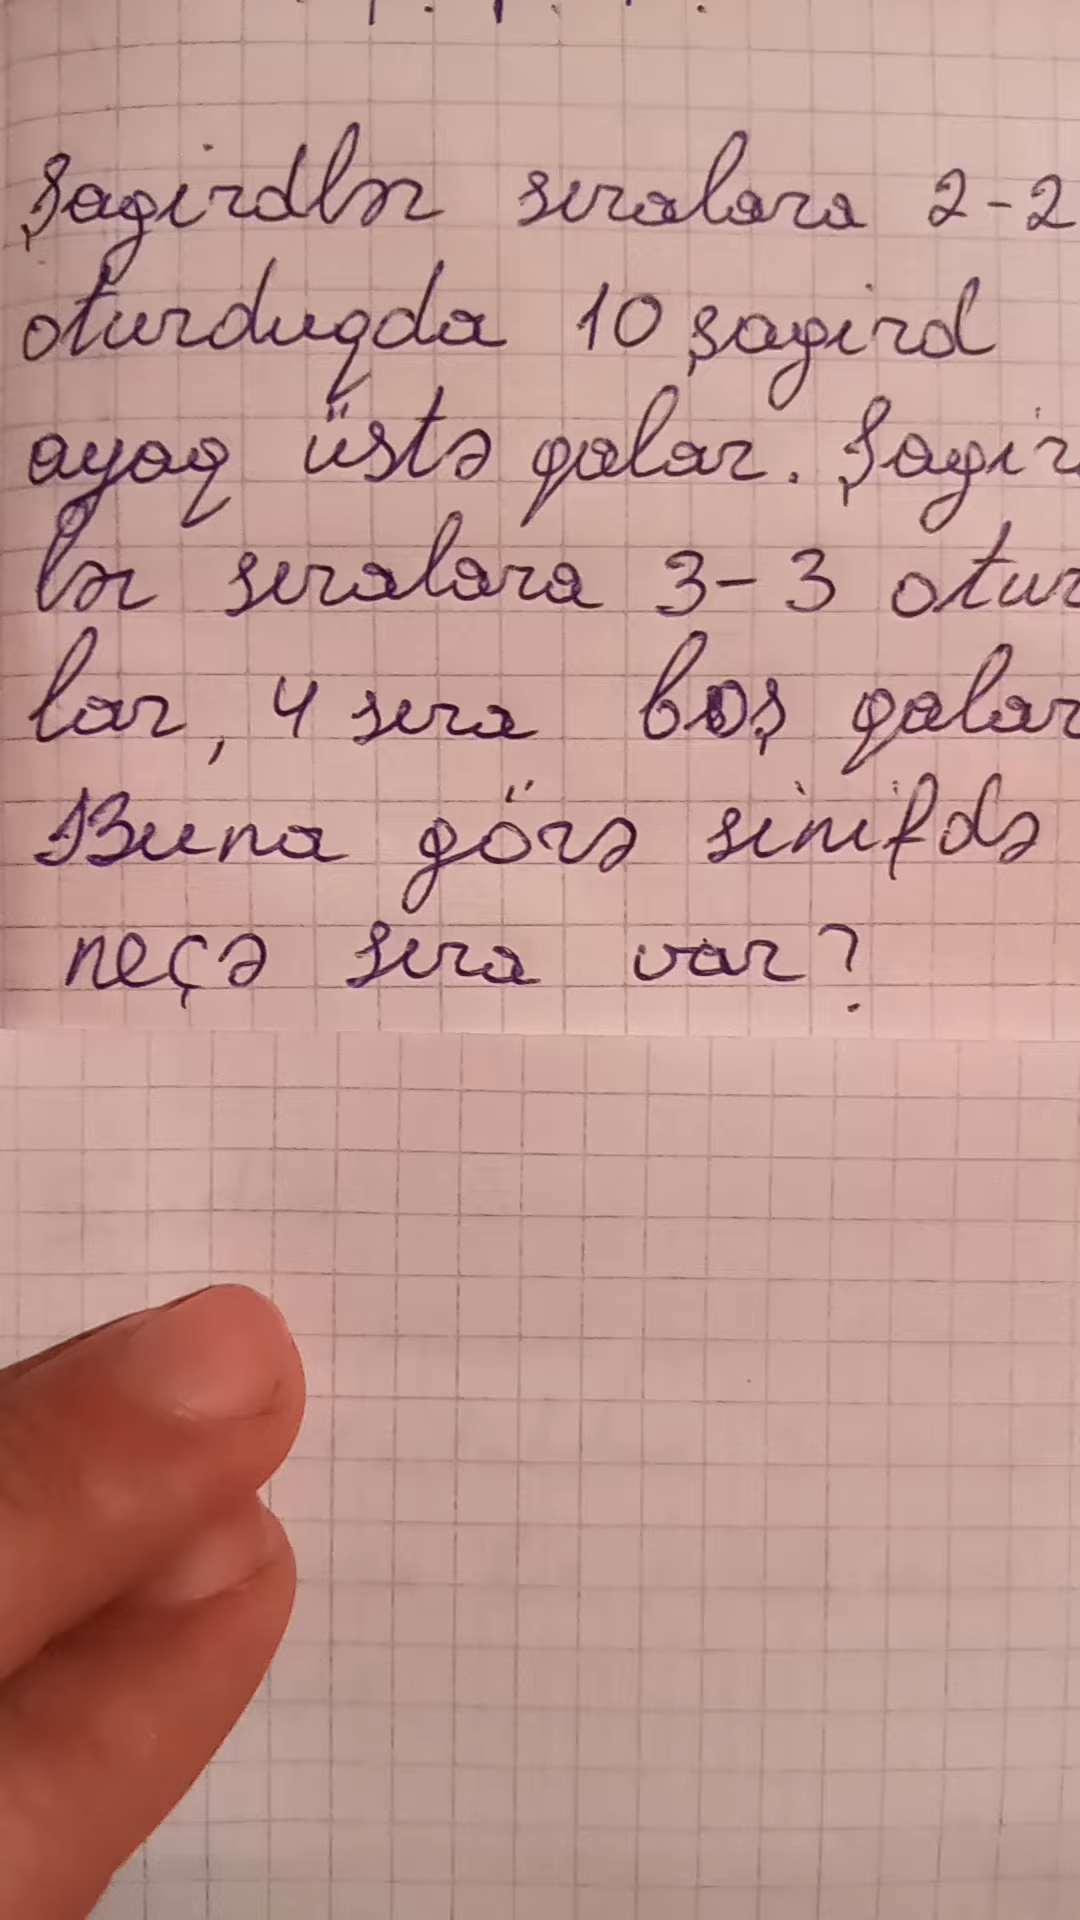 Şagirdlər sıralara 2-2
oturduqda 10 şagird
ayaq üstə qalar. Şagir
lər sıralara 3-3 otur
lar, 4 sıra boş qalar
Buna görə sinifdə
neçə sıra var?